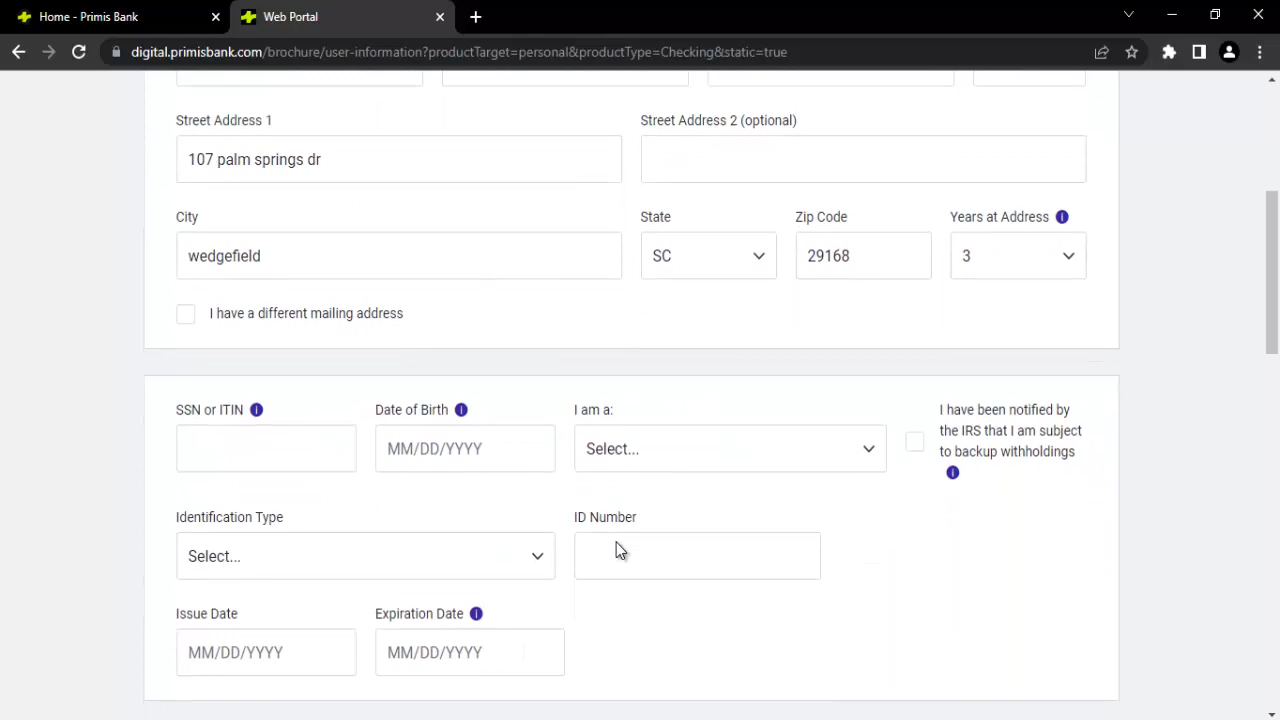 Home - Primis Bank
Web Portal
digital.primisbank.com/brochure/user-information?productTarget=personal&productType=Checking&static=true
Street Address 1
Street Address 2 (optional)
107 palm springs dr
City
State
Zip Code
Years at Address
wedgefield
SC
29168
3
I have a different mailing address
SSN or ITIN
Date of Birth
I am a:
I have been notified by
the IRS that I am subject
to backup withholdings
MM/DD/YYYY
Select...
Identification Type
ID Number
Select...
Issue Date
Expiration Date
MM/DD/YYYY
MM/DD/YYYY